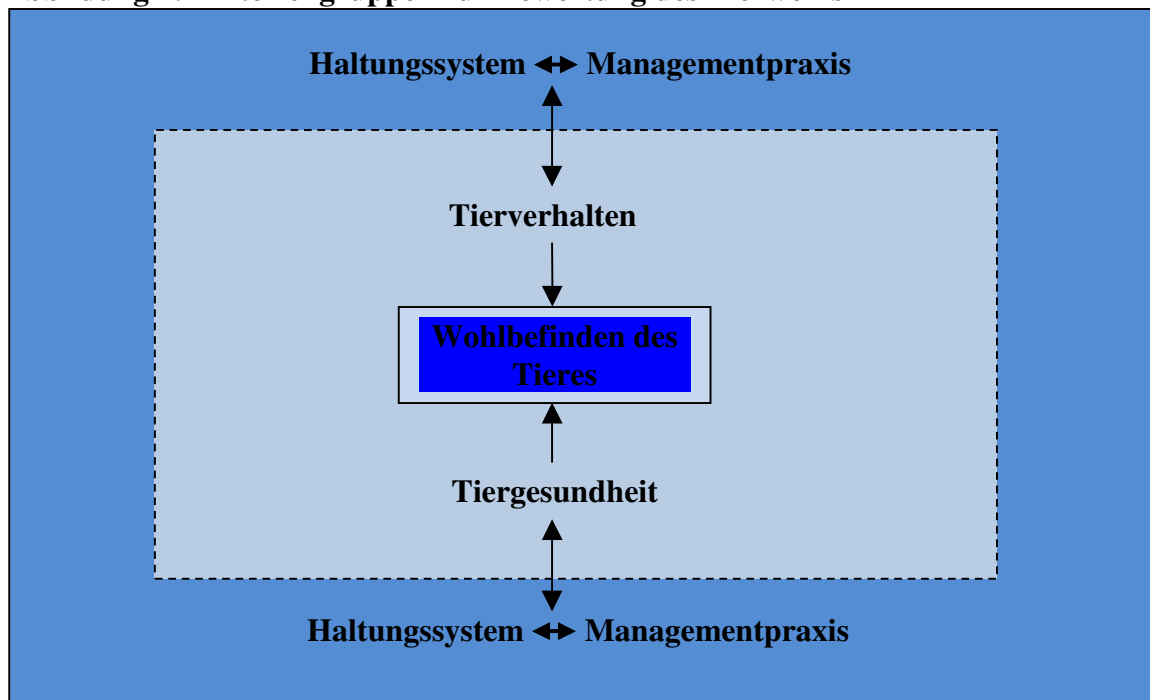 Haltungssystem Managementpraxis
Tierverhalten
Wohlbefinden des
Tieres
Tiergesundheit
Haltungssystem Managementpraxis